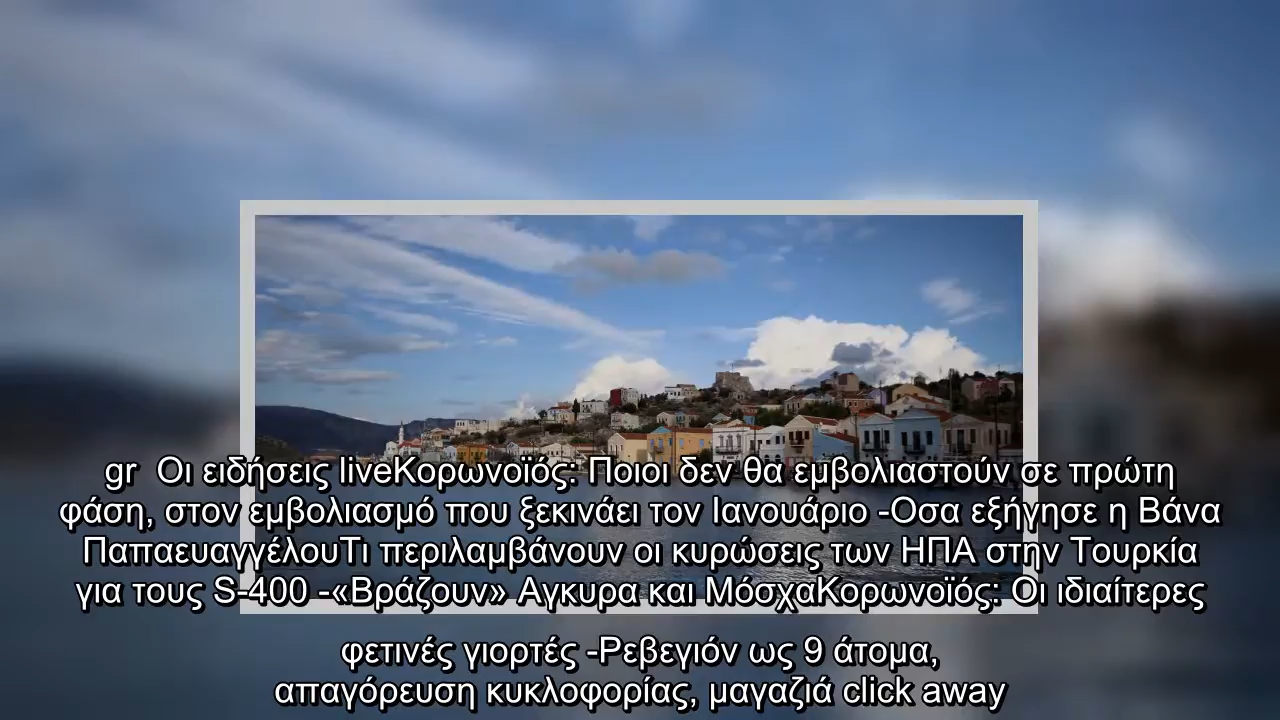 gr Οι ειδήσεις liveΚορωνοϊός: Ποιοι δεν θα εμβολιαστούν σε πρώτη
φάση, στον εμβολιασμό που ξεκινάει τον Ιανουάριο -Οσα εξήγησε η Βάνα
ΠαπαευαγγέλουΤι περιλαμβάνουν οι κυρώσεις των ΗΠΑ στην Τουρκία
για τους S-400 -«Βράζουν» Αγκυρα και ΜόσχαΚορωνοϊός: Οι ιδιαίτερες
φετινές γιορτές -Ρεβεγιόν ως 9 άτομα,
απαγόρευση κυκλοφορίας, μαγαζιά click away